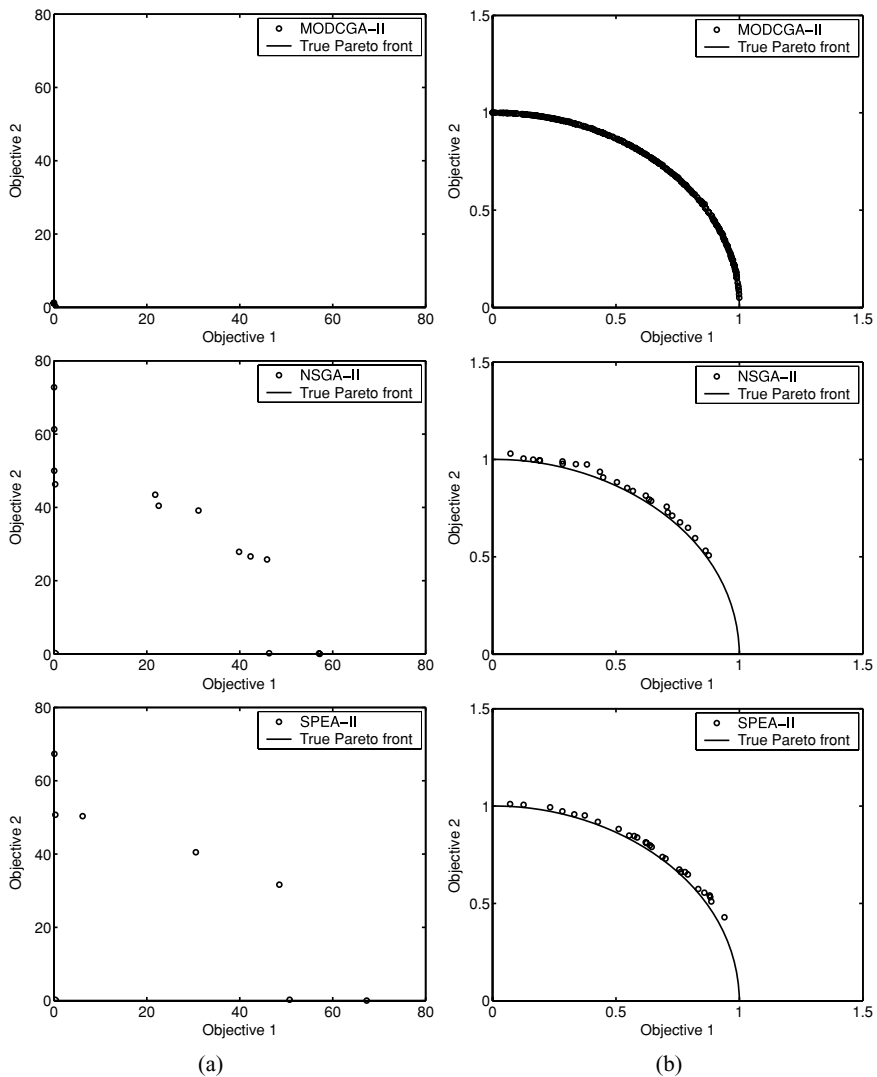 80
60
40
20
0
0 20 40 60 80
Objective 2
Objective 1
MODCGA-II
True Pareto front
1.5
1
0.5
0
0 0.5 1 1.5
Objective 2
Objective 1
MODCGA-II
True Pareto front
80
60
40
20
0
0 20 40 60 80
Objective 2
Objective 1
NSGA-II
True Pareto front
1.5
1
0.5
0
0 0.5 1 1.5
Objective 2
Objective 1
NSGA-II
True Pareto front
80
60
40
20
0
0 20 40 60 80
Objective 2
Objective 1
SPEA-II
True Pareto front
1.5
1
0.5
0
0 0.5 1 1.5
Objective 2
Objective 1
SPEA-II
True Pareto front
(a)
(b)